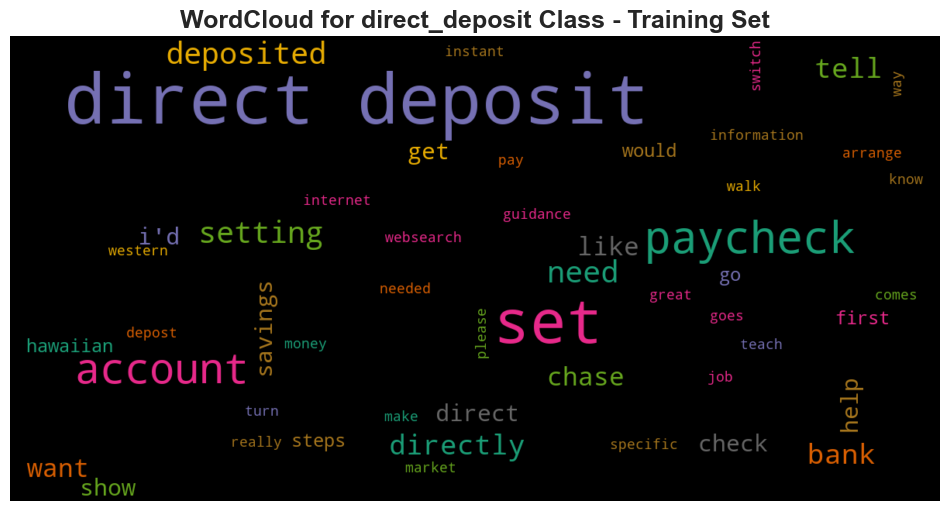 WordCloud for direct_deposit Class - Training Set
deposited
instant
switch
tell
way
direct deposit
information
get
pay
would
arrange
know
walk
internet
guidance
i'd
setting
websearch
like
paycheck
western
need
go
savings
needed
great
comes
set
please
goes
first
depost
hawaiian
money
teach
account
chase
job
help
turn
make
direct
really
steps
directly
specific
check
bank
want
market
show